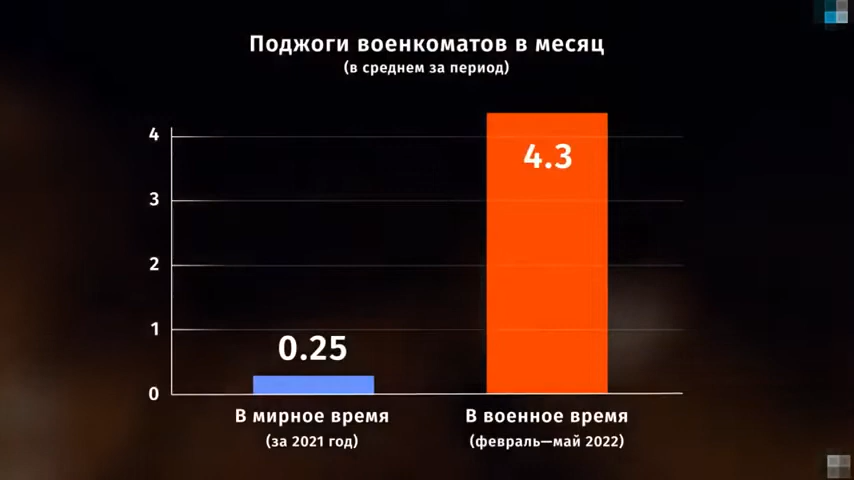 Поджоги военкоматов в месяц
(в среднем за период)
4
3
2
1
0
4.3
0.25
В мирное время
(за 2021 год)
В военное время
(февраль—май 2022)